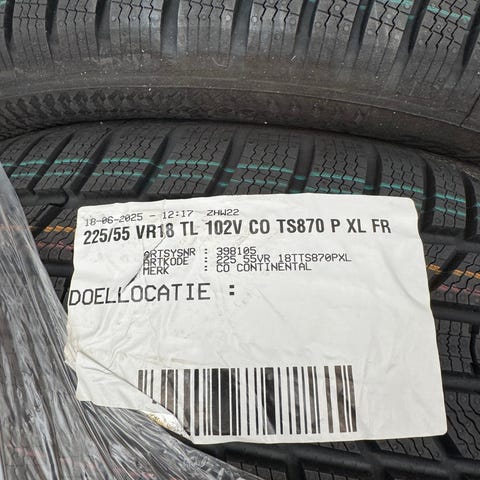 18-06-2025 - 12:17 ZHW22
225/55 VR18 TL 102V CO TS870 P XL FR
ORTSYSNR : 398105
ARTKODE : 225 55VR 18TTS870PXL
MERK : CO CONTINENTAL
DOELLOCATIE :